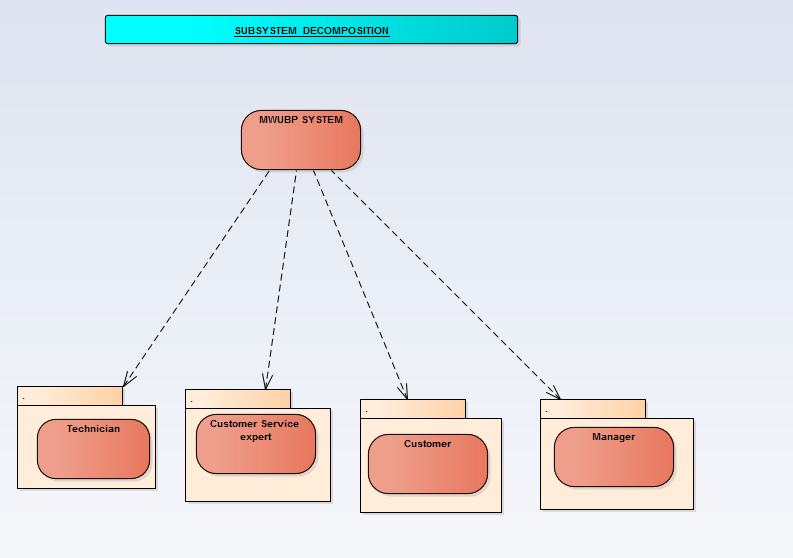 SUBSYSTEM DECOMPOSITION
MWUBP SYSTEM
.
Technician
.
Customer Service
expert
.
Customer
.
Manager